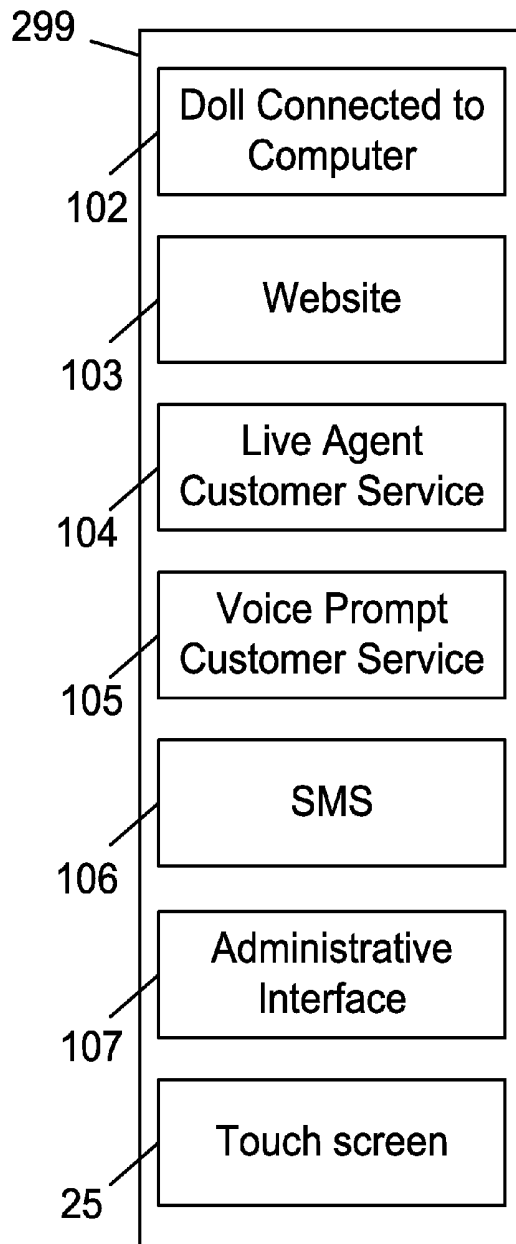 299
Doll Connected to
Computer
102
Website
103
Live Agent
Customer Service
104
Voice Prompt
Customer Service
105
SMS
106
Administrative
Interface
107
Touch screen
25